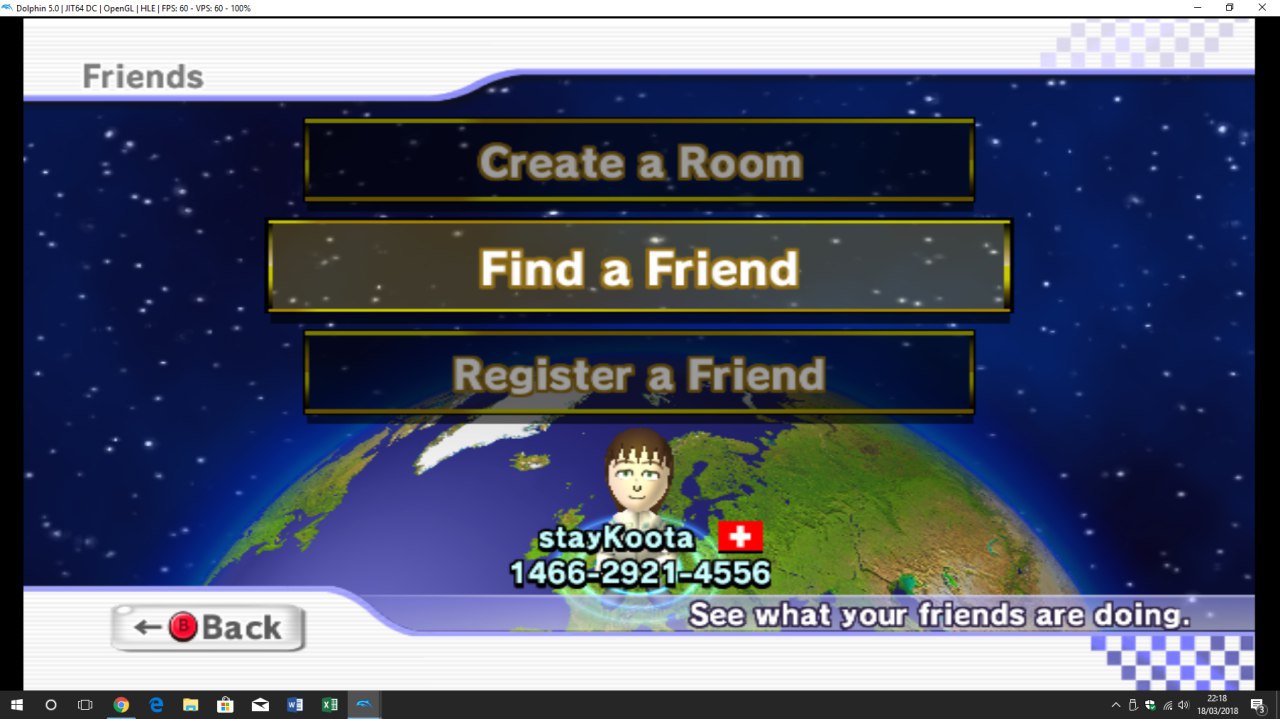 Dolphin 5.0 | JIT64 DC | OpenGL | HLE | FPS: 60 - VPS: 60 - 100%
Friends
Create a Room
Find a Friend
Register a Friend
stayKoota
1466-2921-4556
See what your friends are doing.
B Back
22:18
18/03/2018
3